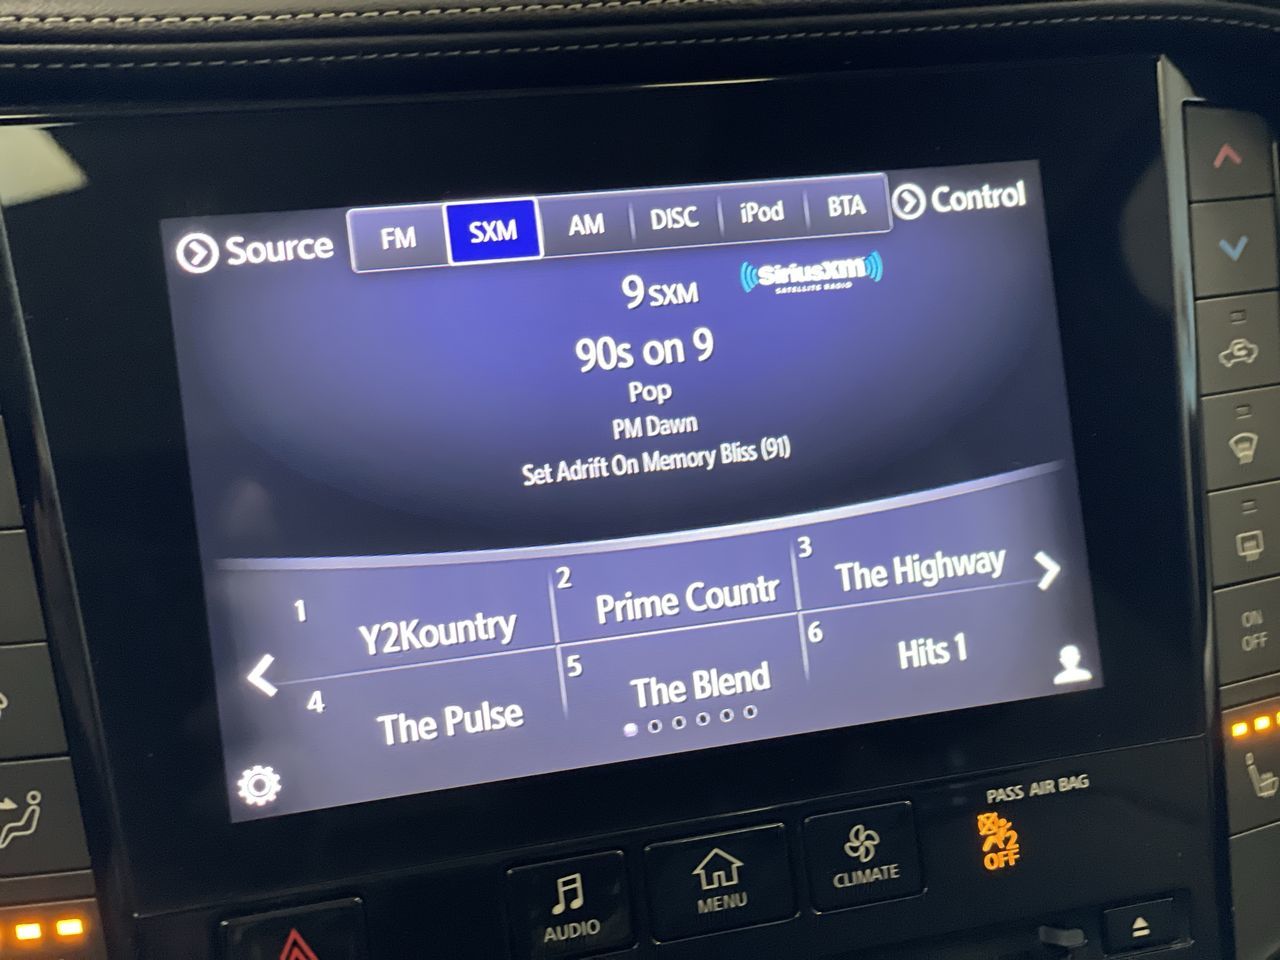 Source
FM
SXM
AM
DISC
iPod
BTA
Control
9 SXM
SiriusXM
SATELLITE RADIO
90s on 9
Pop
PM Dawn
Set Adrift On Memory Bliss (91)
1
Y2Kountry
2
Prime Countr
3
The Highway
4
The Pulse
5
The Blend
6
Hits 1
ON
OFF
PASS AIR BAG
2
OFF
AUDIO
MENU
CLIMATE